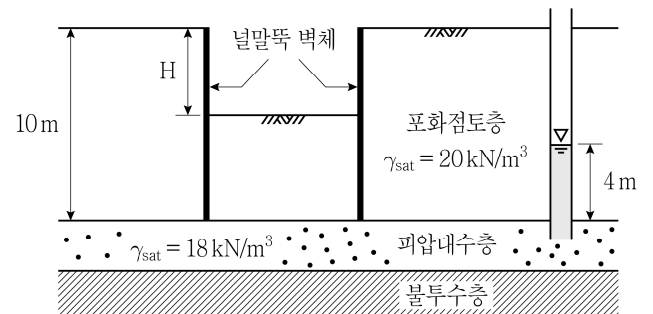 널말뚝 벽체
H
10 m
포화점토층
γsat = 20 kN/m³
4 m
γsat = 18 kN/m³
피압대수층
불투수층